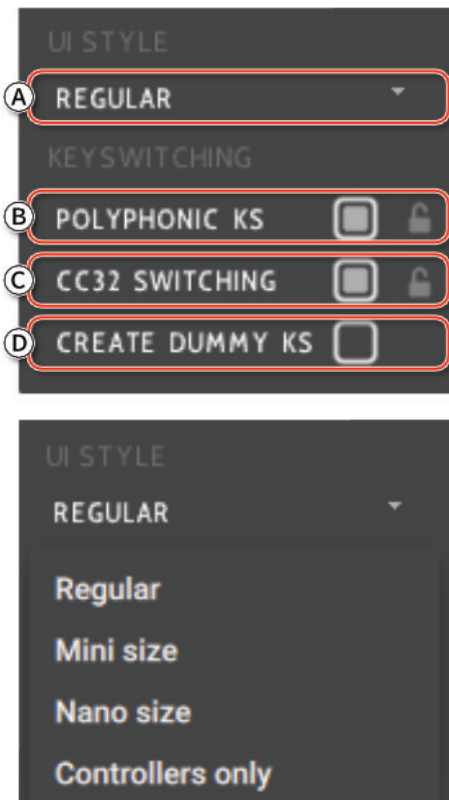 UI STYLE
A REGULAR
KEYSWITCHING
B POLYPHONIC KS
C CC32 SWITCHING
D CREATE DUMMY KS
UI STYLE
REGULAR
Regular
Mini size
Nano size
Controllers only